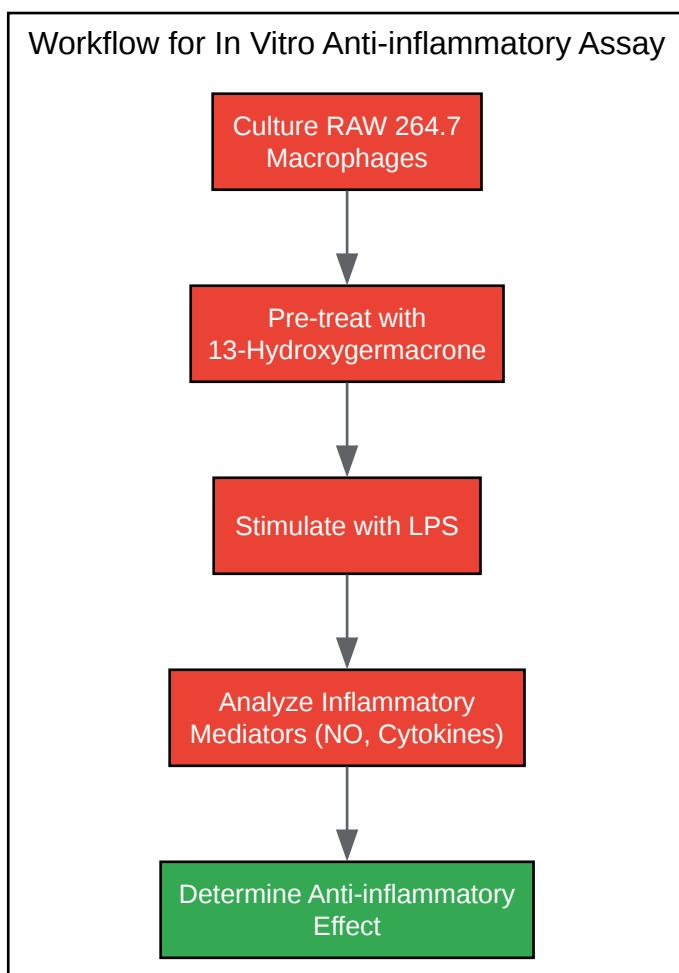 Workflow for In Vitro Anti-inflammatory Assay
Culture RAW 264.7
Macrophages
Pre-treat with
13-Hydroxygermacrone
Stimulate with LPS
Analyze Inflammatory
Mediators (NO, Cytokines)
Determine Anti-inflammatory
Effect